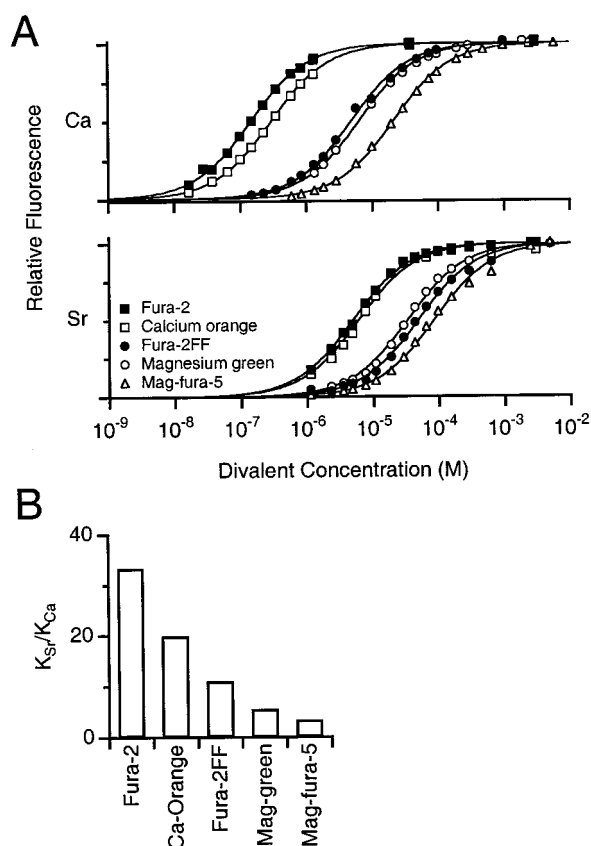 A
Relative Fluorescence
Ca
Sr
Fura-2
Calcium orange
Fura-2FF
Magnesium green
Mag-fura-5
10-9 10-8 10-7 10-6 10-5 10-4 10-3 10-2
Divalent Concentration (M)
B
KSr/KCa
40
20
0
Fura-2
Ca-Orange
Fura-2FF
Mag-green
Mag-fura-5